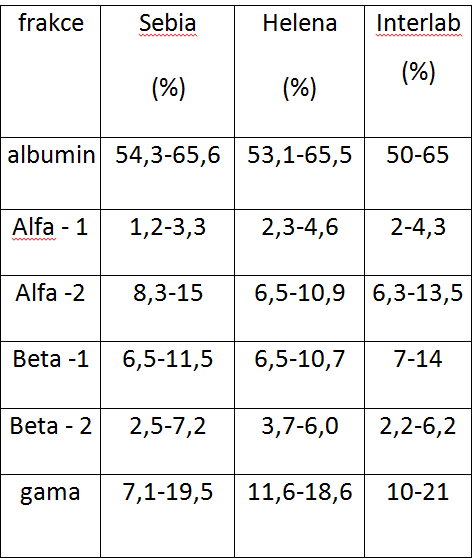 frakce Sebia Helena Interlab
(%) (%) (%)
albumin 54,3-65,6 53,1-65,5 50-65
Alfa - 1 1,2-3,3 2,3-4,6 2-4,3
Alfa -2 8,3-15 6,5-10,9 6,3-13,5
Beta -1 6,5-11,5 6,5-10,7 7-14
Beta - 2 2,5-7,2 3,7-6,0 2,2-6,2
gama 7,1-19,5 11,6-18,6 10-21